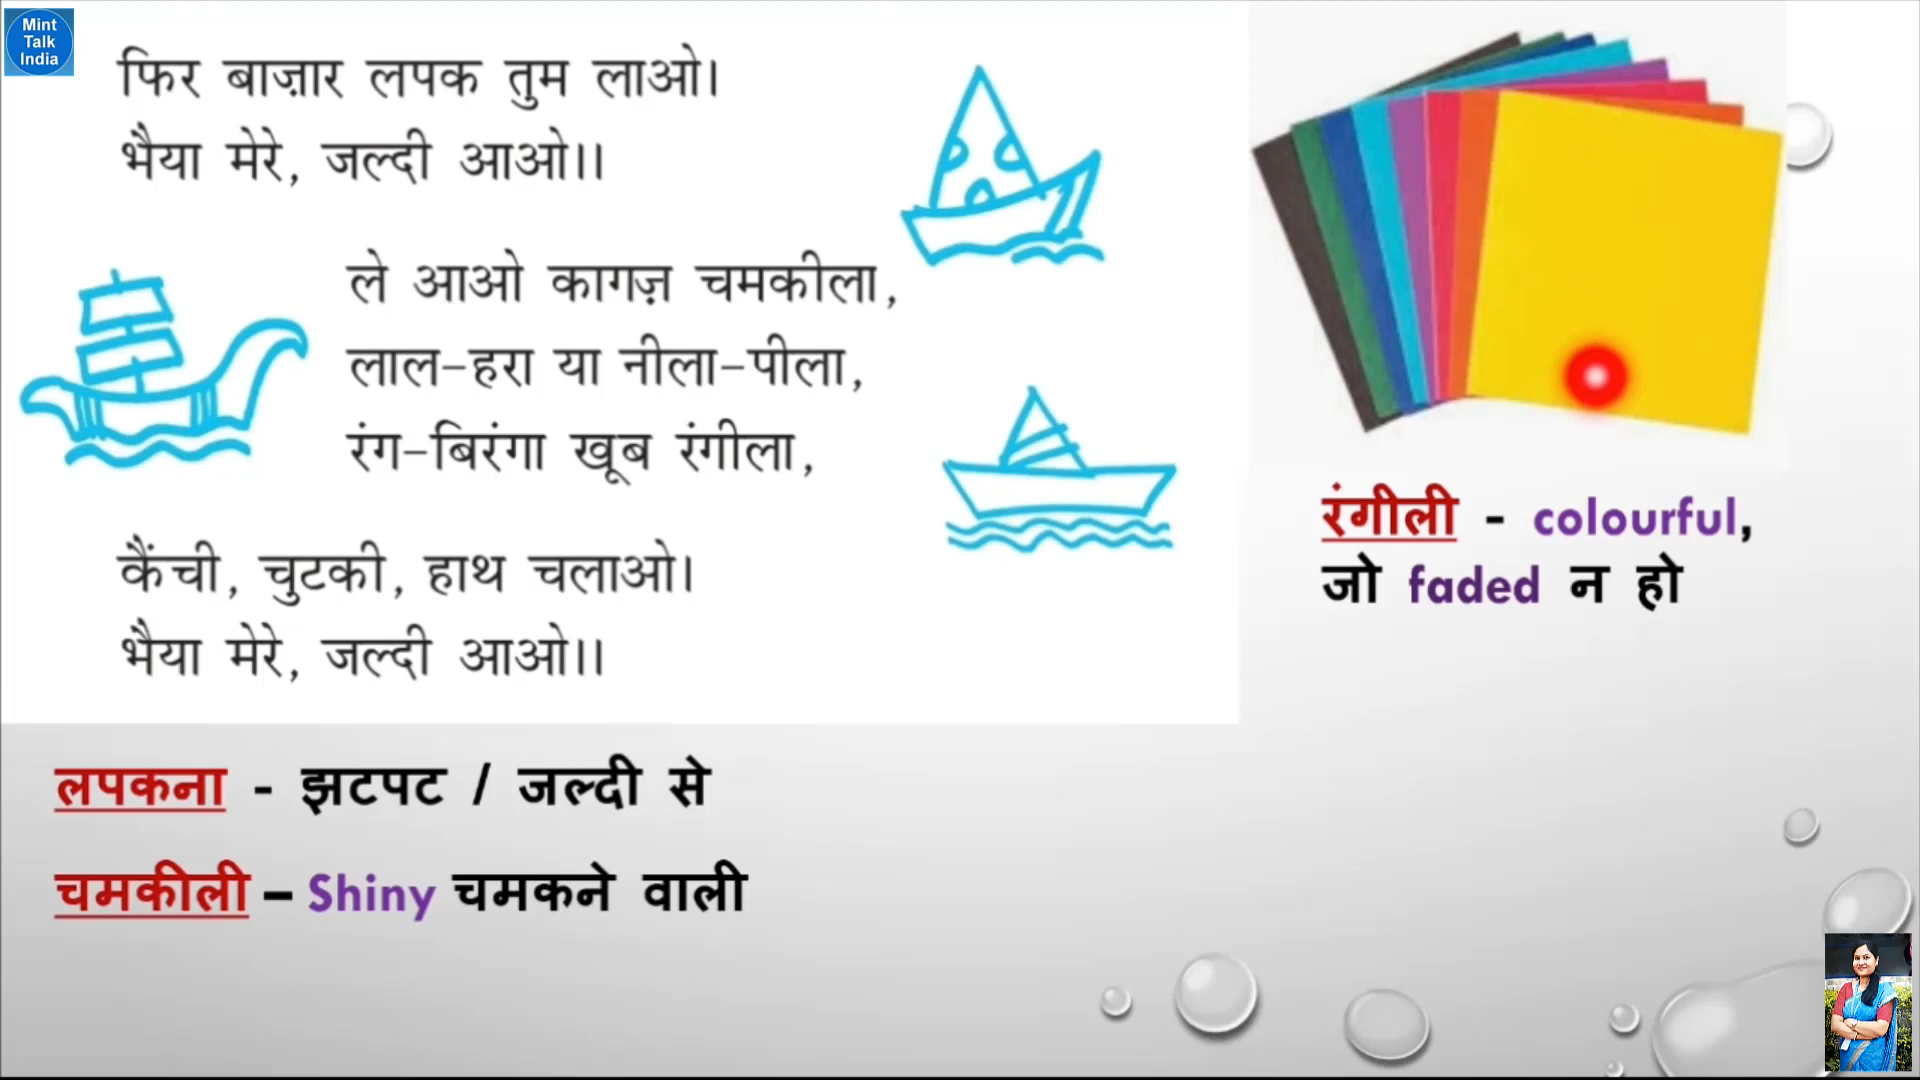 Mint
Talk
India
फिर बाज़ार लपक तुम लाओ।
भैया मेरे, जल्दी आओ।।
ले आओ कागज़ चमकीला,
लाल-हरा या नीला-पीला,
रंग-बिरंगा खूब रंगीला,
कैंची, चुटकी, हाथ चलाओ।
भैया मेरे, जल्दी आओ।।
रंगीली - colourful,
जो faded न हो
लपकना - झटपट / जल्दी से
चमकीली – Shiny चमकने वाली